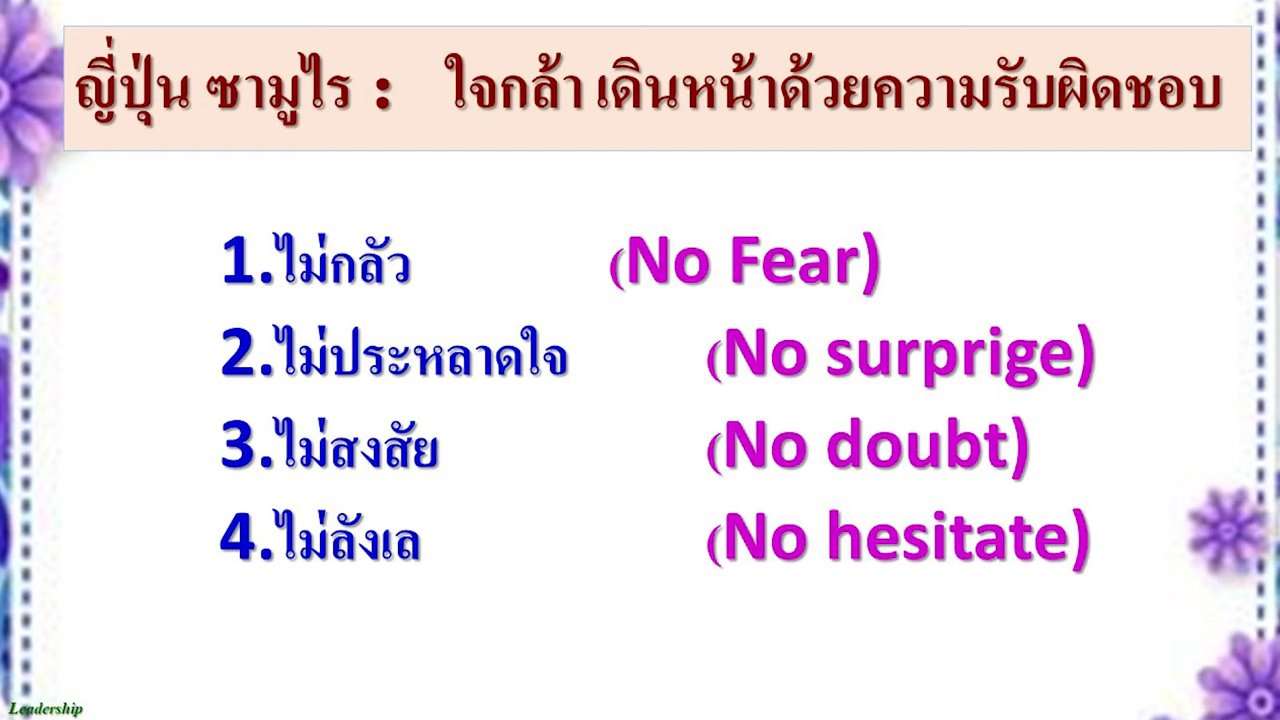 ญี่ปุ่น ซามูไร : ใจกล้า เดินหน้าด้วยความรับผิดชอบ
1.ไม่กลัว (No Fear)
2.ไม่ประหลาดใจ (No surprige)
3.ไม่สงสัย (No doubt)
4.ไม่ลังเล (No hesitate)
Leadership